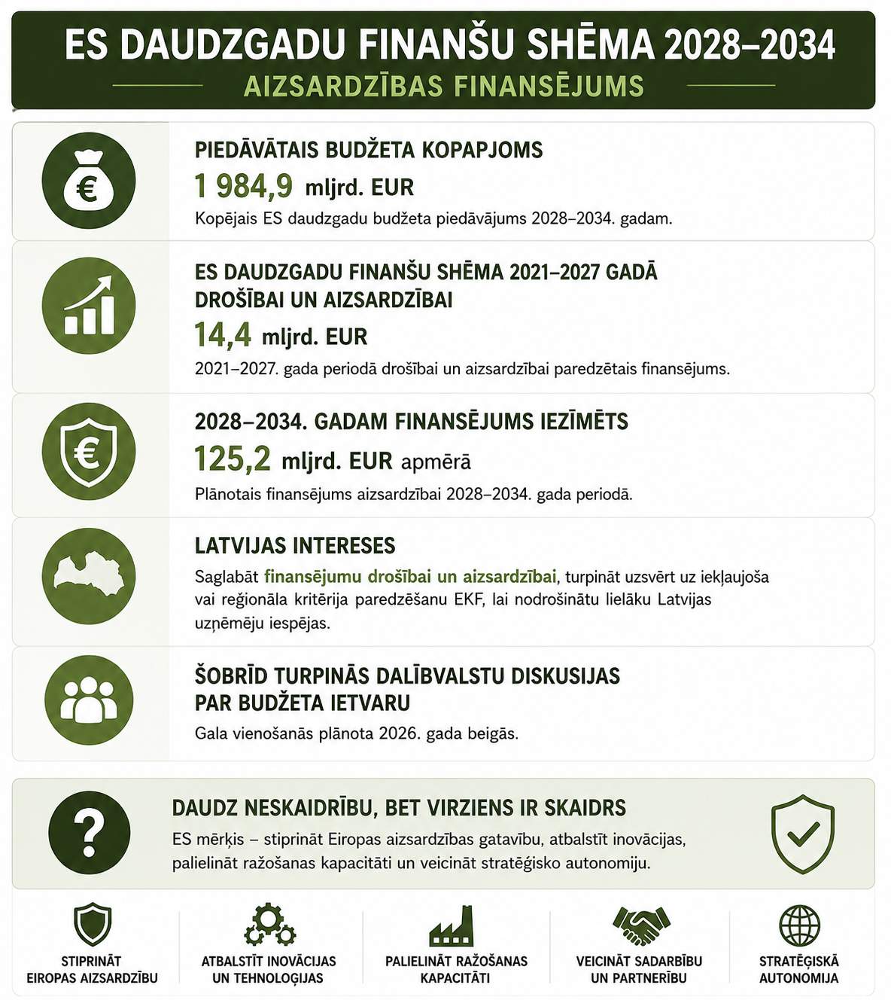 ES DAUDZGADU FINANŠU SHĒMA 2028–2034
AIZSARDZĪBAS FINANSĒJUMS
PIEDĀVĀTAIS BUDŽETA KOPAPJOMS
1 984,9 mljrd. EUR
Kopējais ES daudzgadu budžeta piedāvājums 2028–2034. gadam.
ES DAUDZGADU FINANŠU SHĒMA 2021–2027 GADĀ
DROŠĪBAI UN AIZSARDZĪBAI
14,4 mljrd. EUR
2021–2027. gada periodā drošībai un aizsardzībai paredzētais finansējums.
2028–2034. GADAM FINANSĒJUMS IEZĪMĒTS
125,2 mljrd. EUR apmērā
Plānotais finansējums aizsardzībai 2028–2034. gada periodā.
LATVIJAS INTERESES
Saglabāt finansējumu drošībai un aizsardzībai, turpināt uzsvērt uz iekļaujoša
vai reģionāla kritērija paredzēšanu EKF, lai nodrošinātu lielāku Latvijas
uzņēmēju iespējas.
ŠOBRĪD TURPINĀS DALĪBVALSTU DISKUSIJAS
PAR BUDŽETA IETVARU
Gala vienošanās plānota 2026. gada beigās.
DAUDZ NESKAIDRĪBU, BET VIRZIENS IR SKAIDRS
ES mērķis – stiprināt Eiropas aizsardzības gatavību, atbalstīt inovācijas,
palielināt ražošanas kapacitāti un veicināt stratēģisko autonomiju.
STIPRINĀT
EIROPAS AIZSARDZĪBU
ATBALSTĪT INOVĀCIJAS
UN TEHNOLOĢIJAS
PALIELINĀT RAŽOŠANAS
KAPACITĀTI
VEICINĀT SADARBĪBU
UN PARTNERĪBU
STRATĒĢISKĀ
AUTONOMIJA